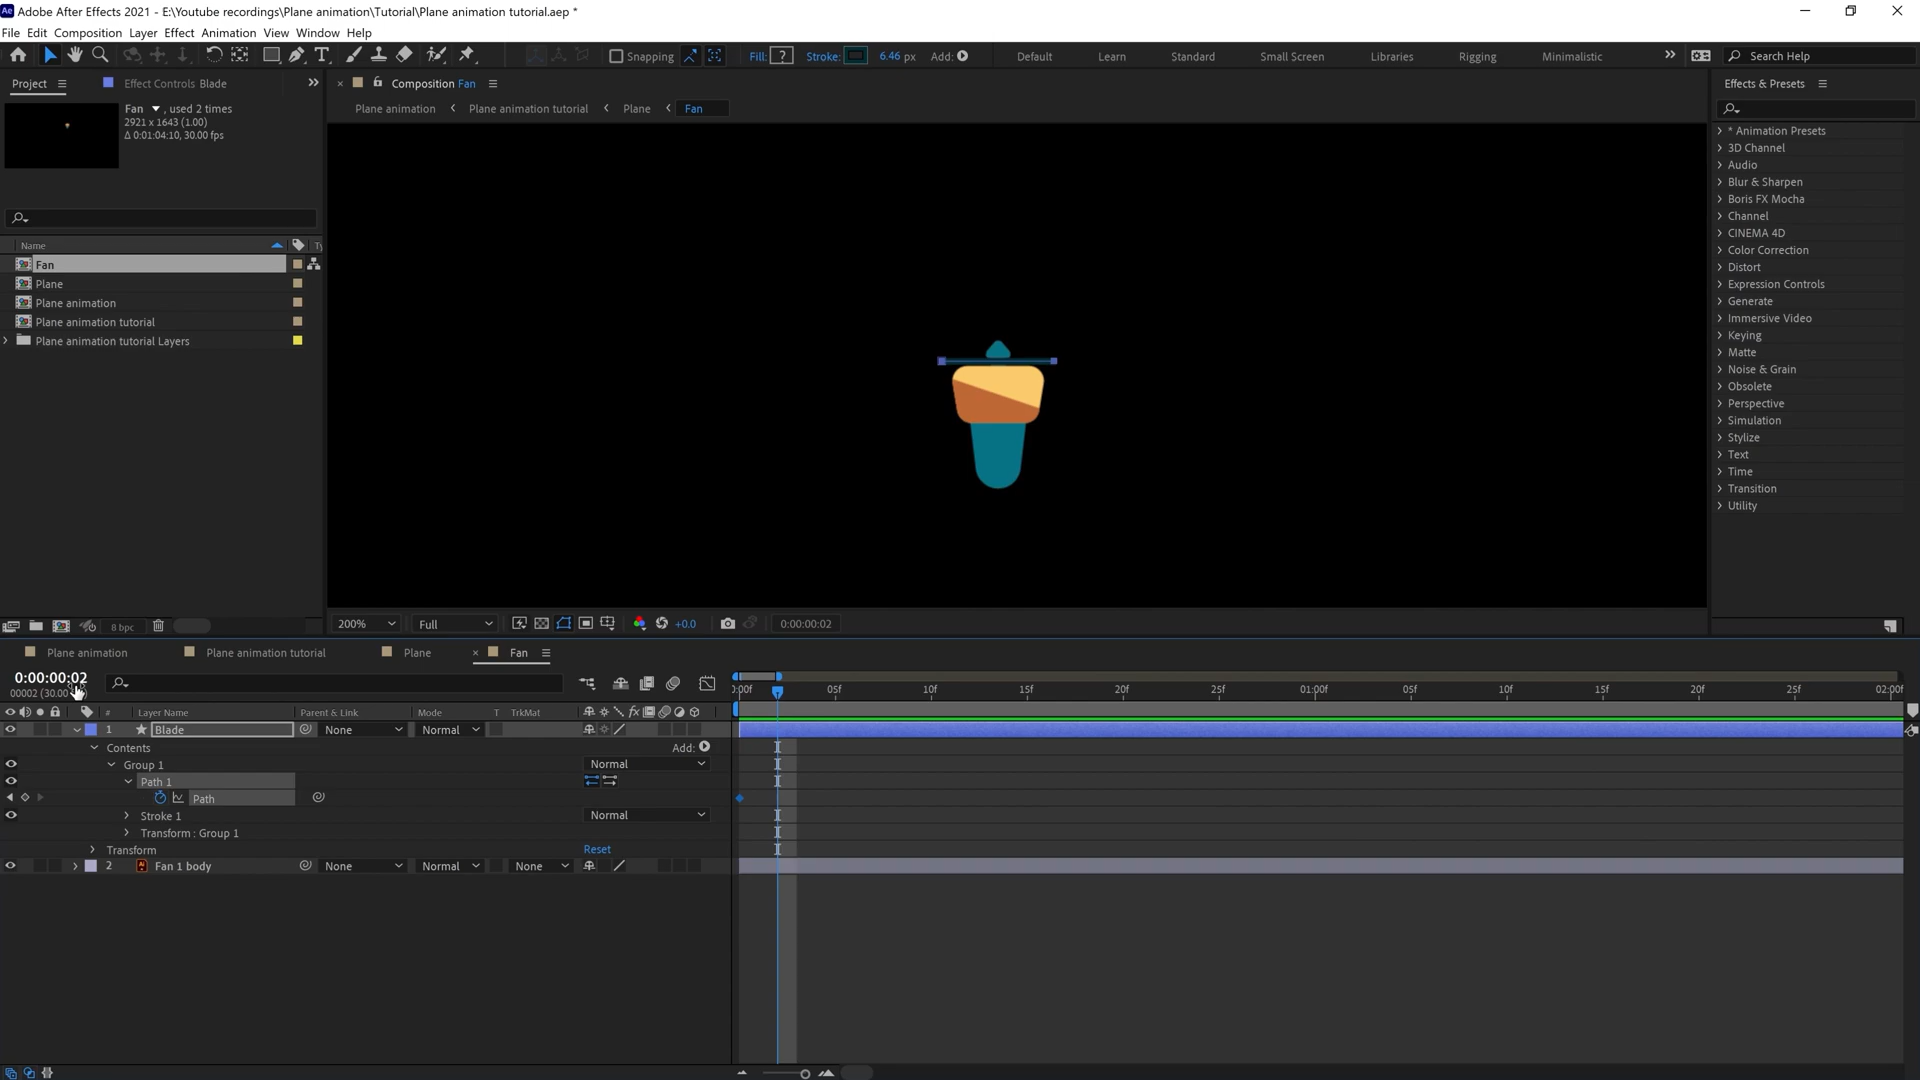 Adobe After Effects 2021 - E:\Youtube recordings\Plane animation\Tutorial\Plane animation tutorial.aep *
File Edit Composition Layer Effect Animation View Window Help
Snapping Fill: ? Stroke: 6.46 px Add: Default Learn Standard Small Screen Libraries Rigging Minimalistic Search Help
Project Effect Controls Blade
Composition Fan
Effects & Presets
Fan , used 2 times
2921 x 1643 (1.00)
Δ 0:01:04:10, 30.00 fps
Plane animation Plane animation tutorial Plane Fan
Name Ty
Fan
Plane
Plane animation
Plane animation tutorial
Plane animation tutorial Layers
* Animation Presets
3D Channel
Audio
Blur & Sharpen
Boris FX Mocha
Channel
CINEMA 4D
Color Correction
Distort
Expression Controls
Generate
Immersive Video
Keying
Matte
Noise & Grain
Obsolete
Perspective
Simulation
Stylize
Text
Time
Transition
Utility
8 bpc
200% Full +0.0 0:00:00:02
Plane animation Plane animation tutorial Plane Fan
0:00:00:02
00002 (30.00
):00f 05f 10f 15f 20f 25f 01:00f 05f 10f 15f 20f 25f 02:00f
# Layer Name Parent & Link Mode T TrkMat
1 Blade None Normal
Contents Add:
Group 1 Normal
Path 1
Path
Stroke 1 Normal
Transform : Group 1
Transform Reset
2 Fan 1 body None Normal None